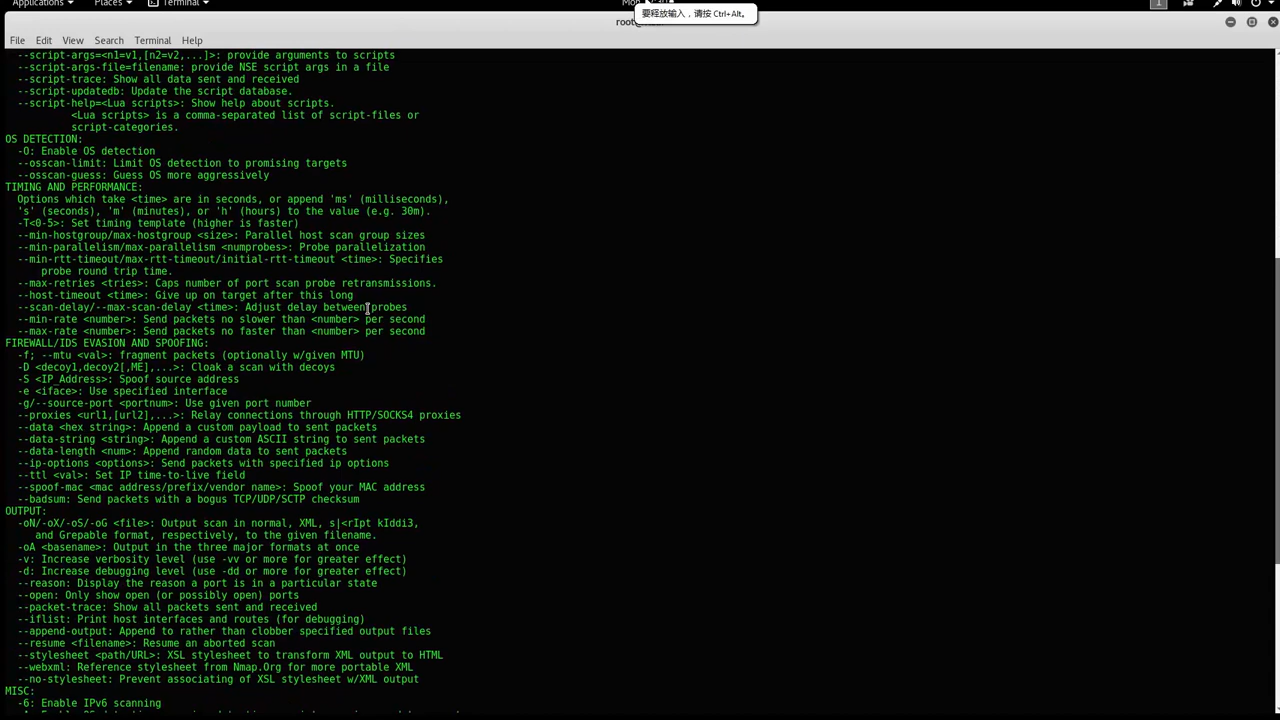 Applications
Places
Terminal
Mo
1
要释放输入，请按 Ctrl+Alt。
root@
File Edit View Search Terminal Help
--script-args=<n1=v1,[n2=v2,...]>: provide arguments to scripts
--script-args-file=filename: provide NSE script args in a file
--script-trace: Show all data sent and received
--script-updatedb: Update the script database.
--script-help=<Lua scripts>: Show help about scripts.
<Lua scripts> is a comma-separated list of script-files or
script-categories.
OS DETECTION:
-O: Enable OS detection
--osscan-limit: Limit OS detection to promising targets
--osscan-guess: Guess OS more aggressively
TIMING AND PERFORMANCE:
Options which take <time> are in seconds, or append 'ms' (milliseconds),
's' (seconds), 'm' (minutes), or 'h' (hours) to the value (e.g. 30m).
-T<0-5>: Set timing template (higher is faster)
--min-hostgroup/max-hostgroup <size>: Parallel host scan group sizes
--min-parallelism/max-parallelism <numprobes>: Probe parallelization
--min-rtt-timeout/max-rtt-timeout/initial-rtt-timeout <time>: Specifies
probe round trip time.
--max-retries <tries>: Caps number of port scan probe retransmissions.
--host-timeout <time>: Give up on target after this long
--scan-delay/--max-scan-delay <time>: Adjust delay between probes
--min-rate <number>: Send packets no slower than <number> per second
--max-rate <number>: Send packets no faster than <number> per second
FIREWALL/IDS EVASION AND SPOOFING:
-f; --mtu <val>: fragment packets (optionally w/given MTU)
-D <decoy1,decoy2[,ME],...>: Cloak a scan with decoys
-S <IP_Address>: Spoof source address
-e <iface>: Use specified interface
-g/--source-port <portnum>: Use given port number
--proxies <url1,[url2],...>: Relay connections through HTTP/SOCKS4 proxies
--data <hex string>: Append a custom payload to sent packets
--data-string <string>: Append a custom ASCII string to sent packets
--data-length <num>: Append random data to sent packets
--ip-options <options>: Send packets with specified ip options
--ttl <val>: Set IP time-to-live field
--spoof-mac <mac address/prefix/vendor name>: Spoof your MAC address
--badsum: Send packets with a bogus TCP/UDP/SCTP checksum
OUTPUT:
-oN/-oX/-oS/-oG <file>: Output scan in normal, XML, s|<rIpt kIddi3,
and Grepable format, respectively, to the given filename.
-oA <basename>: Output in the three major formats at once
-v: Increase verbosity level (use -vv or more for greater effect)
-d: Increase debugging level (use -dd or more for greater effect)
--reason: Display the reason a port is in a particular state
--open: Only show open (or possibly open) ports
--packet-trace: Show all packets sent and received
--iflist: Print host interfaces and routes (for debugging)
--append-output: Append to rather than clobber specified output files
--resume <filename>: Resume an aborted scan
--stylesheet <path/URL>: XSL stylesheet to transform XML output to HTML
--webxml: Reference stylesheet from Nmap.Org for more portable XML
--no-stylesheet: Prevent associating of XSL stylesheet w/XML output
MISC:
-6: Enable IPv6 scanning